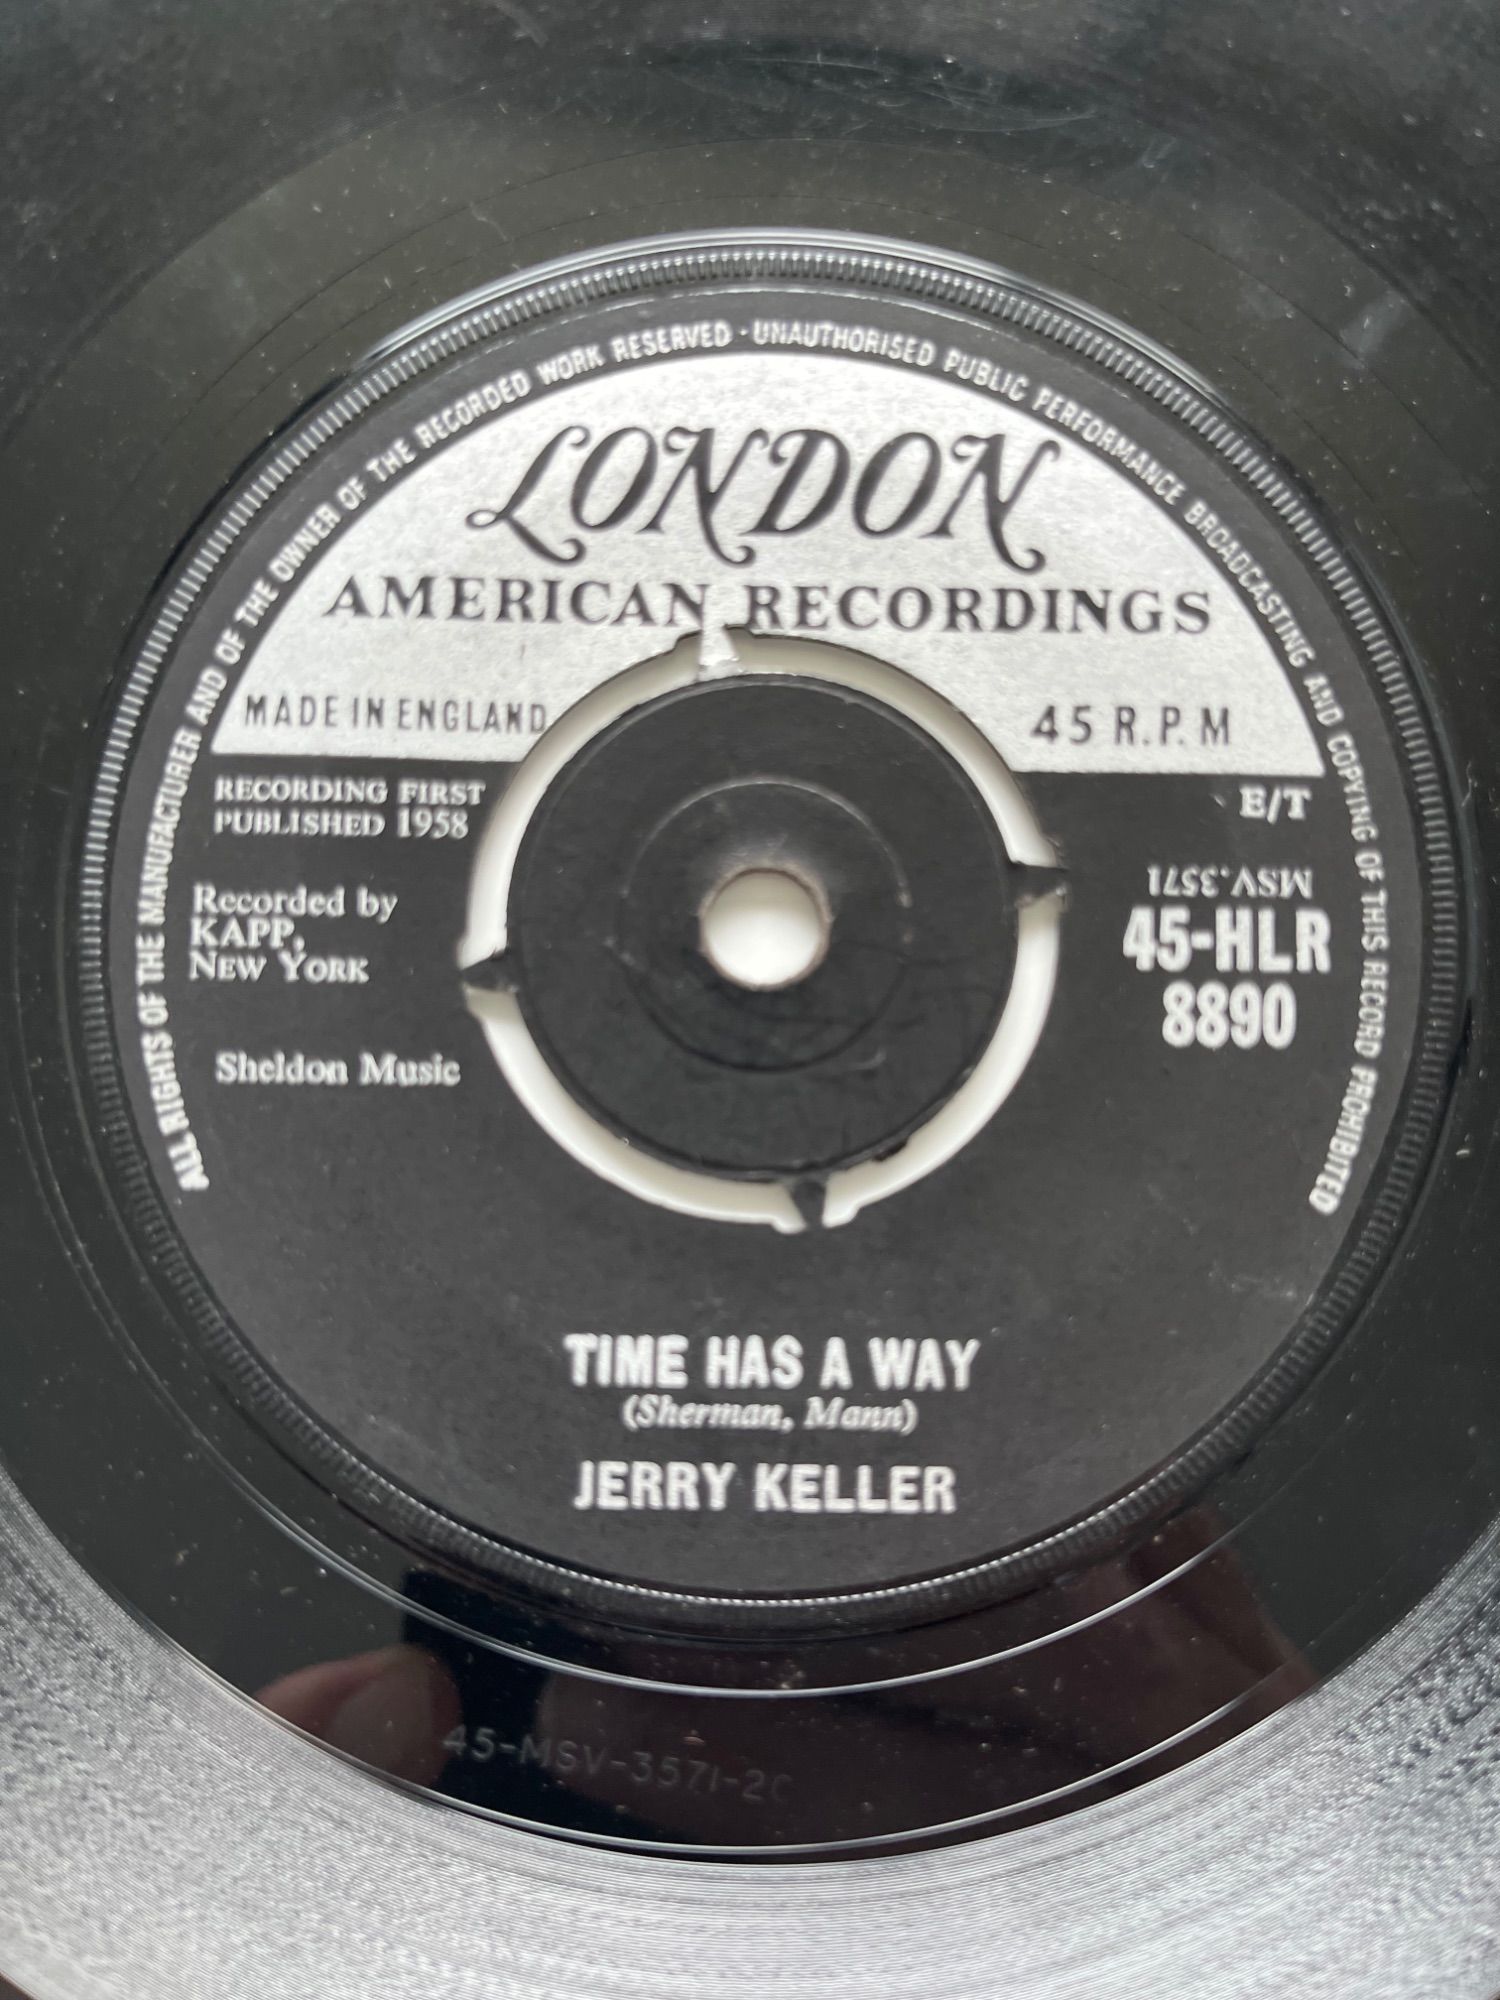 ALL RIGHTS OF THE MANUFACTURER AND OF THE OWNER OF THE RECORDED WORK RESERVED · UNAUTHORISED PUBLIC PERFORMANCE BROADCASTING AND COPYING OF THIS RECORD PROHIBITED
LONDON
AMERICAN RECORDINGS
MADE IN ENGLAND
45 R.P.M
RECORDING FIRST
PUBLISHED 1958
E/T
MSV.3571
45-HLR
8890
Recorded by
KAPP,
NEW YORK
Sheldon Music
TIME HAS A WAY
(Sherman, Mann)
JERRY KELLER
45-MSV-3571-2C